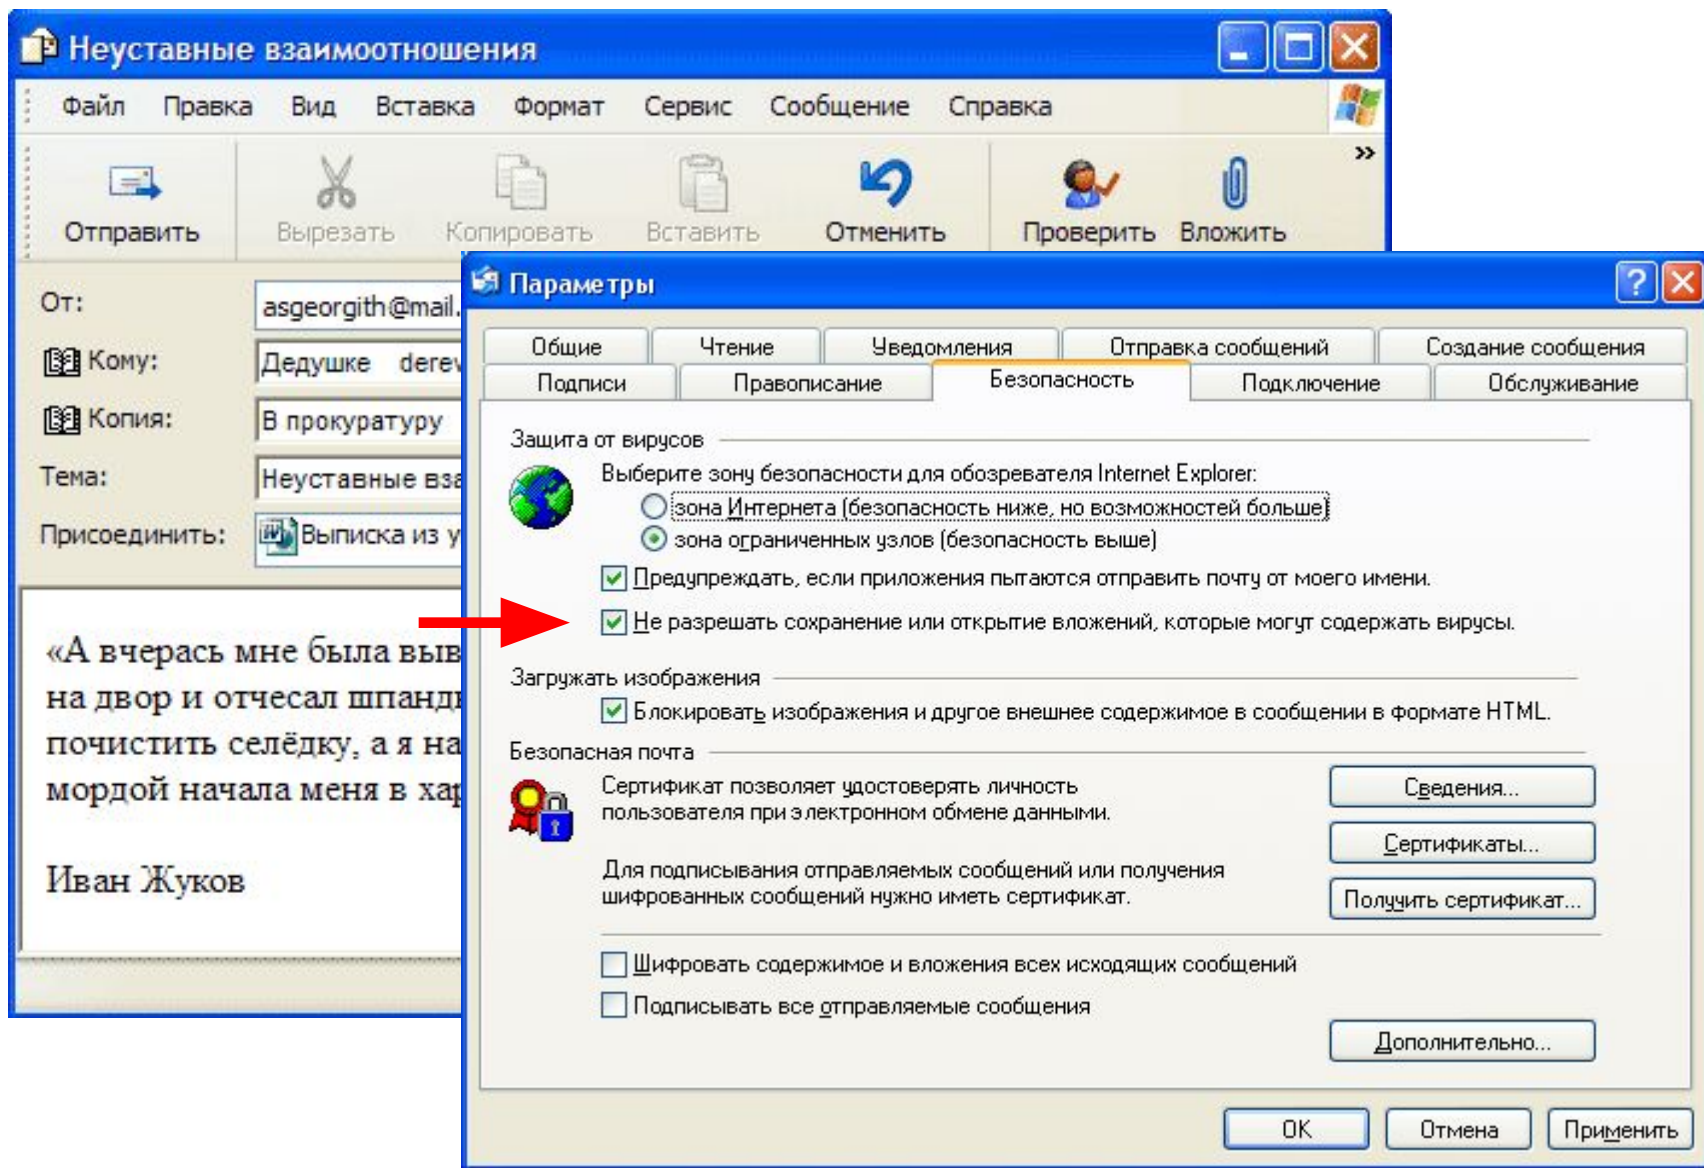 Неуставные взаимоотношения
Файл Правка Вид Вставка Формат Сервис Сообщение Справка
Отправить Вырезать Копировать Вставить Отменить Проверить Вложить
От: asgeorgith@mail.
Кому: Дедушке
Копия: В прокуратуру
Тема: Неуставные
Присоединить: Выписка из
«А вчерась мне была
на двор и отчесал
почистить селёдку, а я на
мордой начала меня в
Иван Жуков
Параметры
Общие Чтение Уведомления Отправка сообщений Создание сообщения
Подписи Правописание Безопасность Подключение Обслуживание
Защита от вирусов
Выберите зону безопасности для обозревателя Internet Explorer:
зона Интернета (безопасность ниже, но возможностей больше)
зона ограниченных узлов (безопасность выше)
Предупреждать, если приложения пытаются отправить почту от моего имени.
Не разрешать сохранение или открытие вложений, которые могут содержать вирусы.
Загружать изображения
Блокировать изображения и другое внешнее содержимое в сообщении в формате HTML.
Безопасная почта
Сертификат позволяет удостоверять личность
пользователя при электронном обмене данными.
Сведения...
Сертификаты...
Для подписывания отправляемых сообщений или получения
шифрованных сообщений нужно иметь сертификат.
Получить сертификат...
Шифровать содержимое и вложения всех исходящих сообщений
Подписывать все отправляемые сообщения
Дополнительно...
OK Отмена Применить